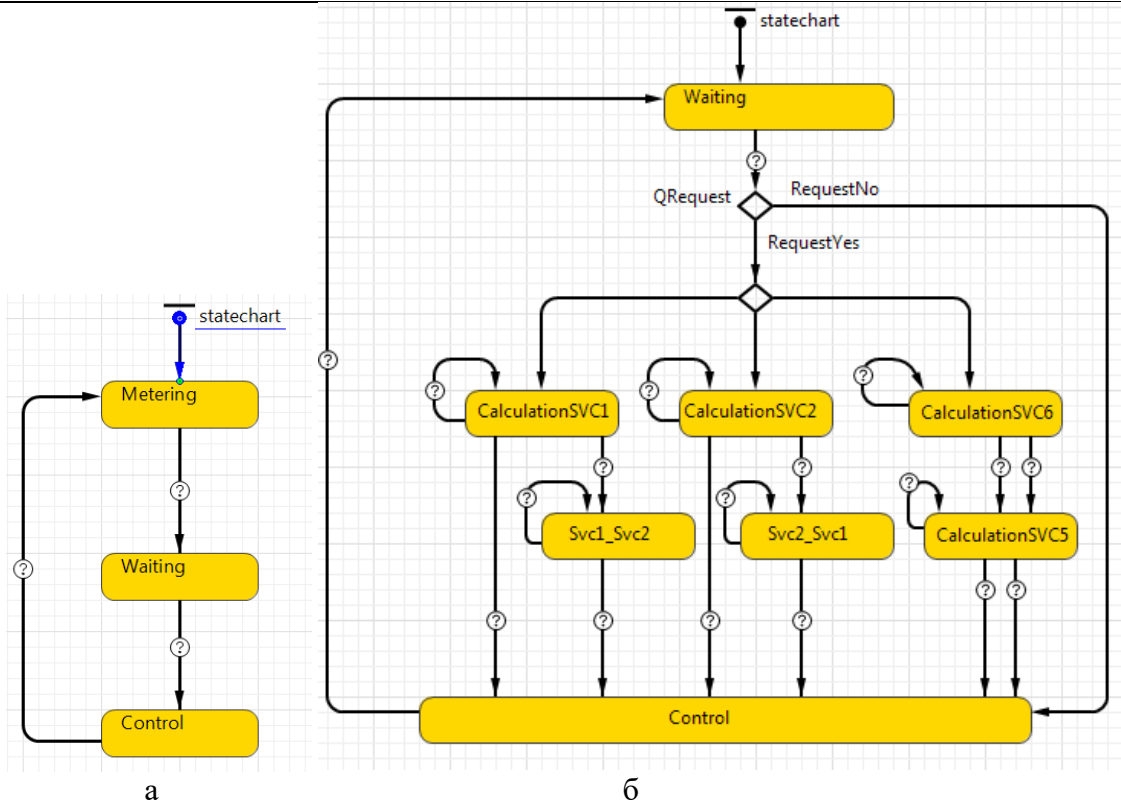 statechart
Waiting
?
QRequest
RequestNo
RequestYes
statechart
?
?
?
?
Metering
CalculationSVC1
CalculationSVC2
CalculationSVC6
?
?
?
?
?
?
?
?
Svc1_Svc2
Svc2_Svc1
CalculationSVC5
Waiting
?
?
?
?
?
?
?
?
Control
Control
а
б